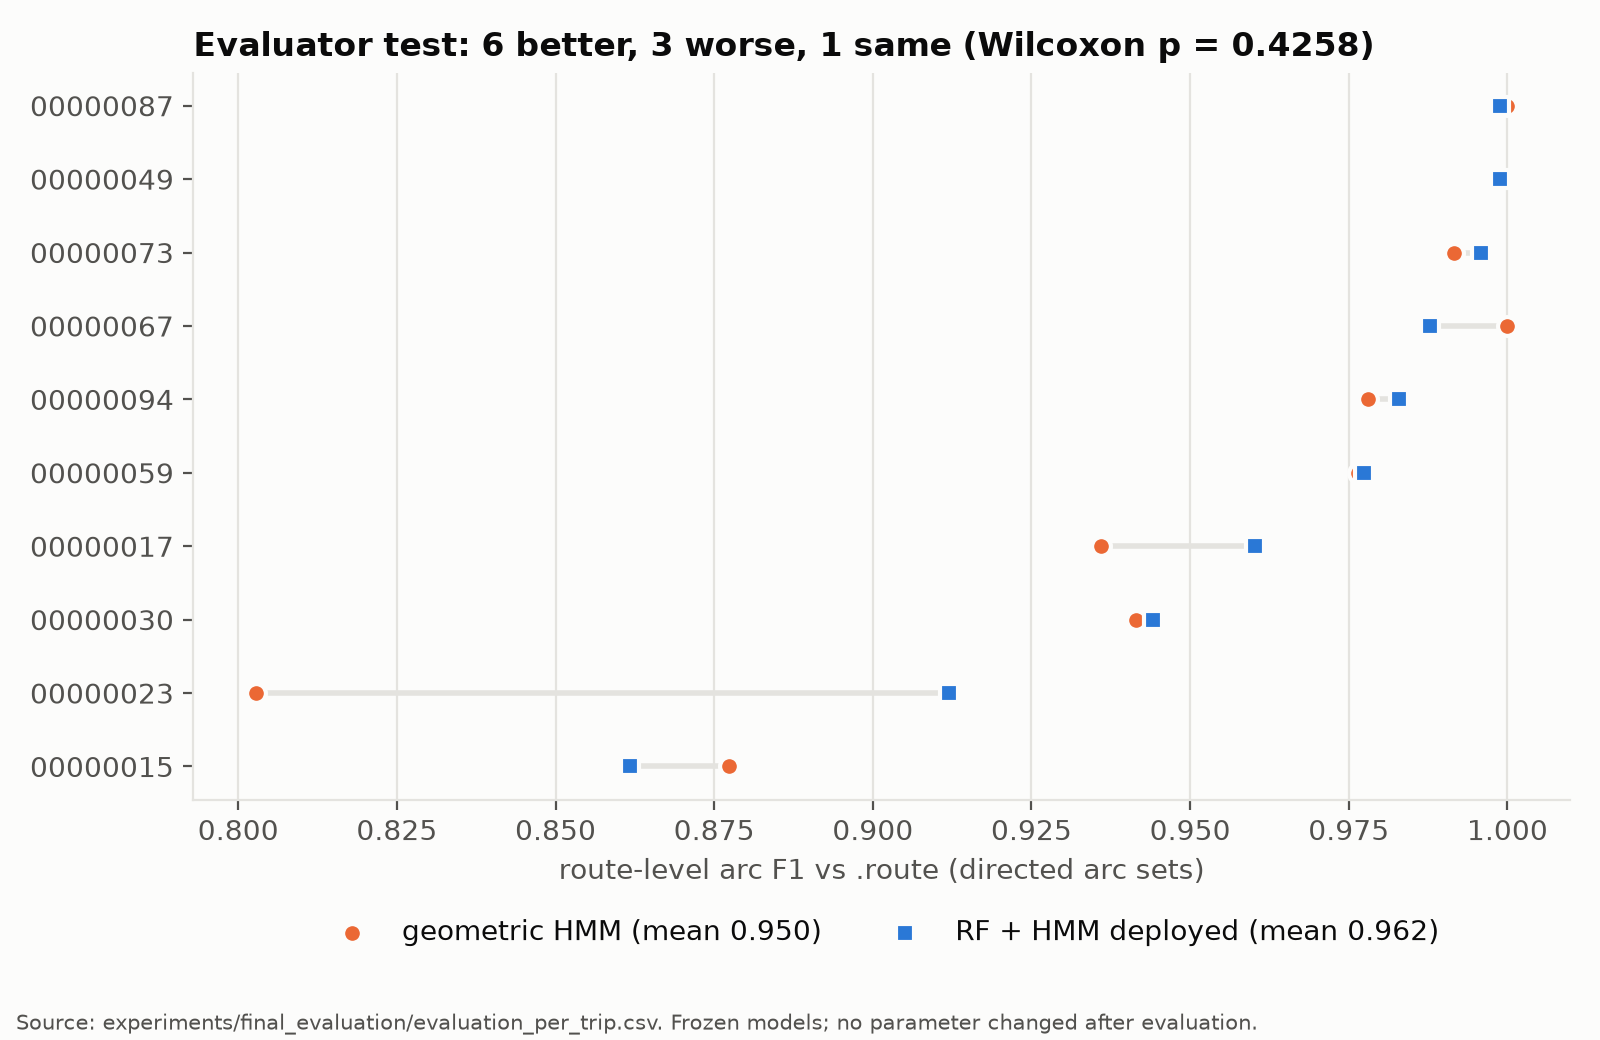 Evaluator test: 6 better, 3 worse, 1 same (Wilcoxon p = 0.4258)
00000087
00000049
00000073
00000067
00000094
00000059
00000017
00000030
00000023
00000015
0.800 0.825 0.850 0.875 0.900 0.925 0.950 0.975 1.000
route-level arc F1 vs .route (directed arc sets)
geometric HMM (mean 0.950) RF + HMM deployed (mean 0.962)
Source: experiments/final_evaluation/evaluation_per_trip.csv. Frozen models; no parameter changed after evaluation.